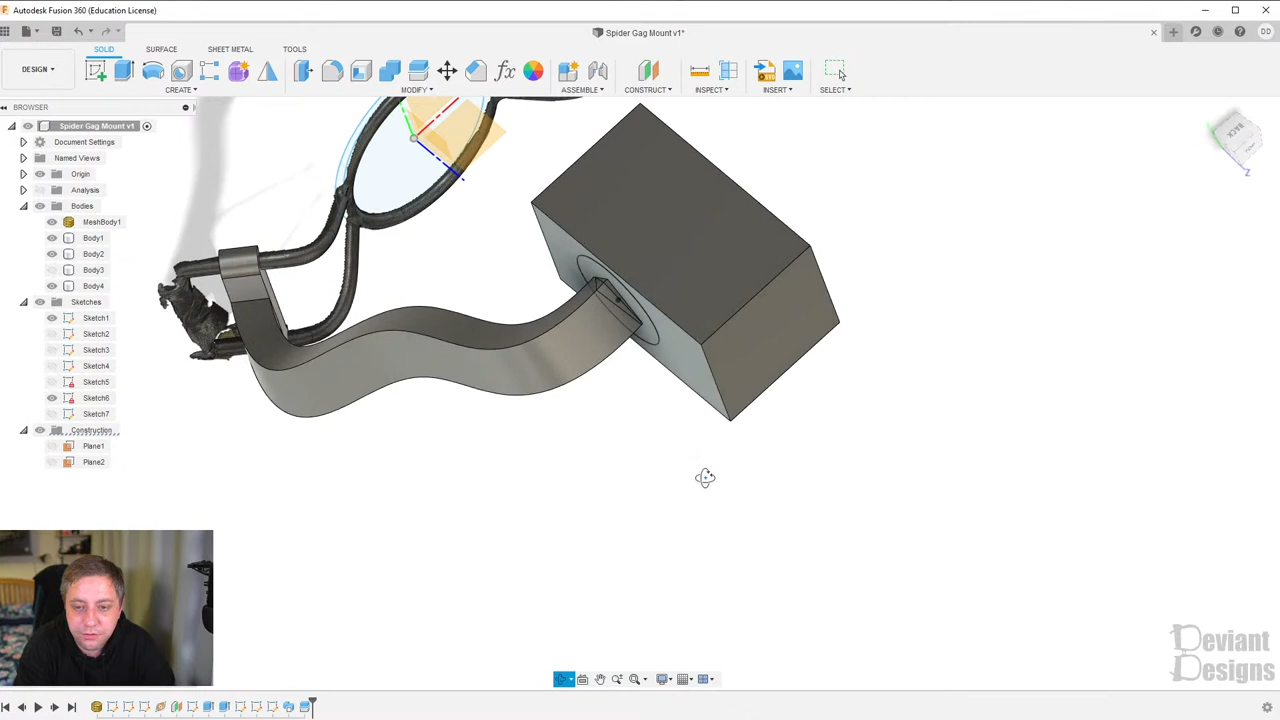 Autodesk Fusion 360 (Education License)
Spider Gag Mount v1*
DD
DESIGN
SOLID
SURFACE
SHEET METAL
TOOLS
CREATE
MODIFY
ASSEMBLE
CONSTRUCT
INSPECT
INSERT
SELECT
BROWSER
Spider Gag Mount v1
Document Settings
Named Views
Origin
Analysis
Bodies
MeshBody1
Body1
Body2
Body3
Body4
Sketches
Sketch1
Sketch2
Sketch3
Sketch4
Sketch5
Sketch6
Sketch7
Construction
Plane1
Plane2
BACK
Z
Deviant
Designs